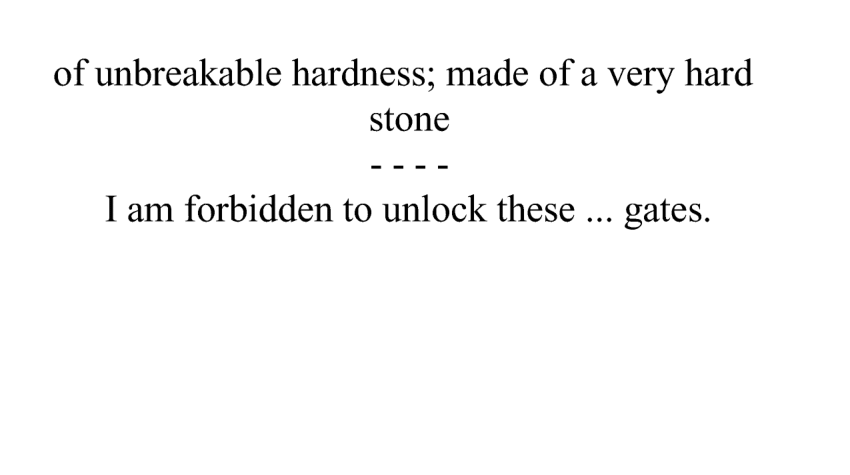 of unbreakable hardness; made of a very hard
stone
- - - -
I am forbidden to unlock these ... gates.